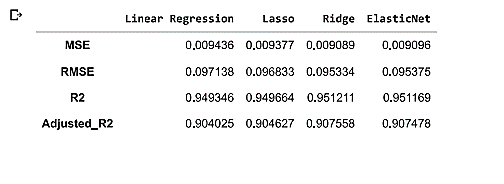 Linear Regression Lasso Ridge ElasticNet
MSE 0.009436 0.009377 0.009089 0.009096
RMSE 0.097138 0.096833 0.095334 0.095375
R2 0.949346 0.949664 0.951211 0.951169
Adjusted_R2 0.904025 0.904627 0.907558 0.907478